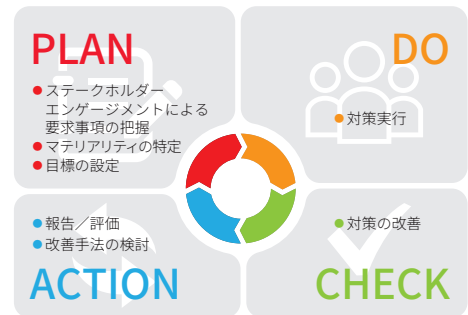 PLAN
●ステークホルダー
エンゲージメントによる
要求事項の把握
●マテリアリティの特定
●目標の設定
DO
●対策実行
●報告／評価
●改善手法の検討
ACTION
●対策の改善
CHECK